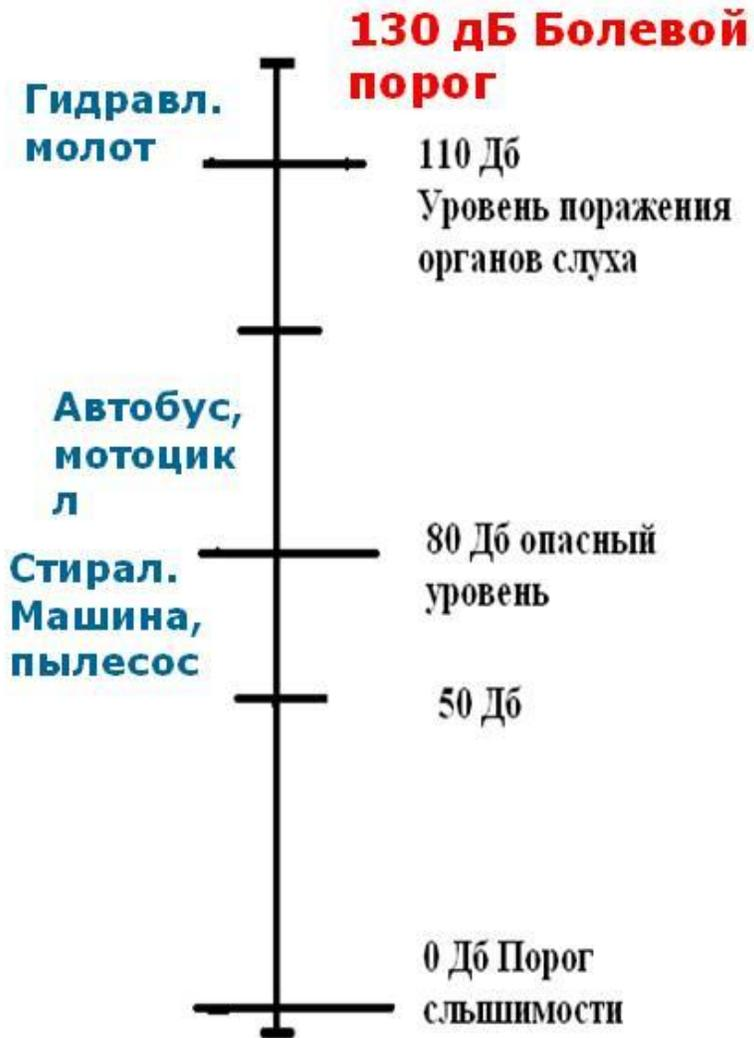 130 дБ Болевой
порог
Гидравл.
молот
110 Дб
Уровень поражения
органов слуха
Автобус,
мотоцик
л
80 Дб опасный
уровень
Стирал.
Машина,
пылесос
50 Дб
0 Дб Порог
слышимости